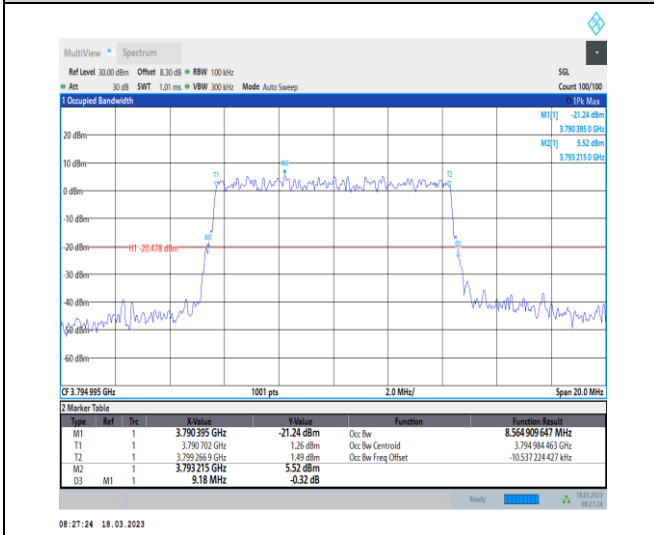 MultiView Spectrum
Ref Level 30.00 dBm Offset 8.30 dB RBW 100 kHz SGL
Att 30 dB SWT 1.01 ms VBW 300 kHz Mode Auto Sweep Count 100/100
1 Occupied Bandwidth 1Pk Max
M1[1] -21.24 dBm
3.790 395 0 GHz
M2[1] 5.52 dBm
3.793 215 0 GHz
20 dBm
10 dBm
M2
T1
T2
0 dBm
-10 dBm
M1
D3
-20 dBm
H1 -20.478 dBm
-30 dBm
-40 dBm
-50 dBm
-60 dBm
CF 3.794 995 GHz 1001 pts 2.0 MHz/ Span 20.0 MHz
2 Marker Table
Type Ref Trc X-Value Y-Value Function Function Result
M1 1 3.790 395 GHz -21.24 dBm Occ Bw 8.564 909 647 MHz
T1 1 3.790 702 GHz 1.26 dBm Occ Bw Centroid 3.794 984 463 GHz
T2 1 3.799 266 9 GHz 1.49 dBm Occ Bw Freq Offset -10.537 224 427 kHz
M2 1 3.793 215 GHz 5.52 dBm
D3 M1 1 9.18 MHz -0.32 dB
Ready 18.03.2023
08:27:24
08:27:24 18.03.2023